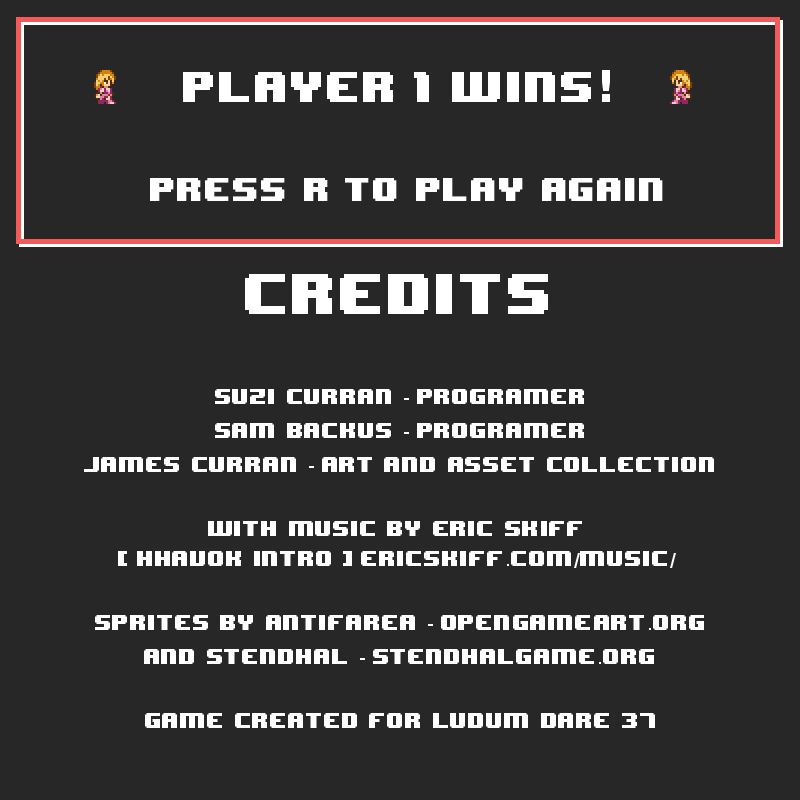 PLAYER 1 WINS!
PRESS R TO PLAY AGAIN
CREDITS
SUZI CURRAN - PROGRAMER
SAM BACKUS - PROGRAMER
JAMES CURRAN - ART AND ASSET COLLECTION
WITH MUSIC BY ERIC SKIFF
[ HHAVOK INTRO ] ERICSKIFF.COM/MUSIC/
SPRITES BY ANTIFAREA - OPENGAMEART.ORG
AND STENDHAL - STENDHALGAME.ORG
GAME CREATED FOR LUDUM DARE 37